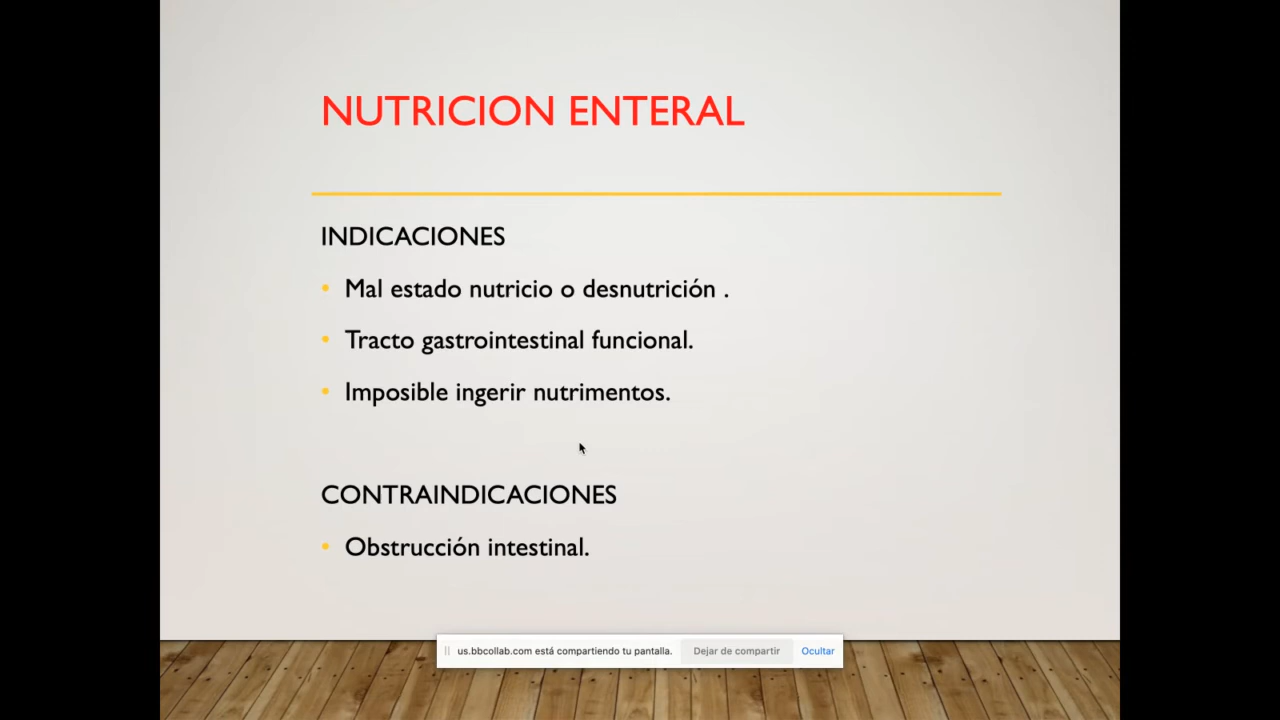 NUTRICION ENTERAL
INDICACIONES
• Mal estado nutricio o desnutrición .
• Tracto gastrointestinal funcional.
• Imposible ingerir nutrimentos.
CONTRAINDICACIONES
• Obstrucción intestinal.
us.bbcollab.com está compartiendo tu pantalla. Dejar de compartir Ocultar